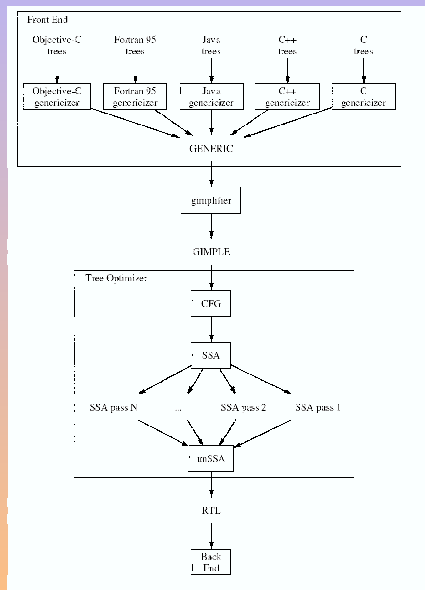 Front End
Objective-C
trees
Fortran 95
trees
Java
trees
C++
trees
C
trees
Objective-C
genericizer
Fortran 95
genericizer
Java
genericizer
C++
genericizer
C
genericizer
GENERIC
gimplifier
GIMPLE
Tree Optimizer
CFG
SSA
SSA pass N
...
SSA pass 2
SSA pass 1
unSSA
RTL
Back
End